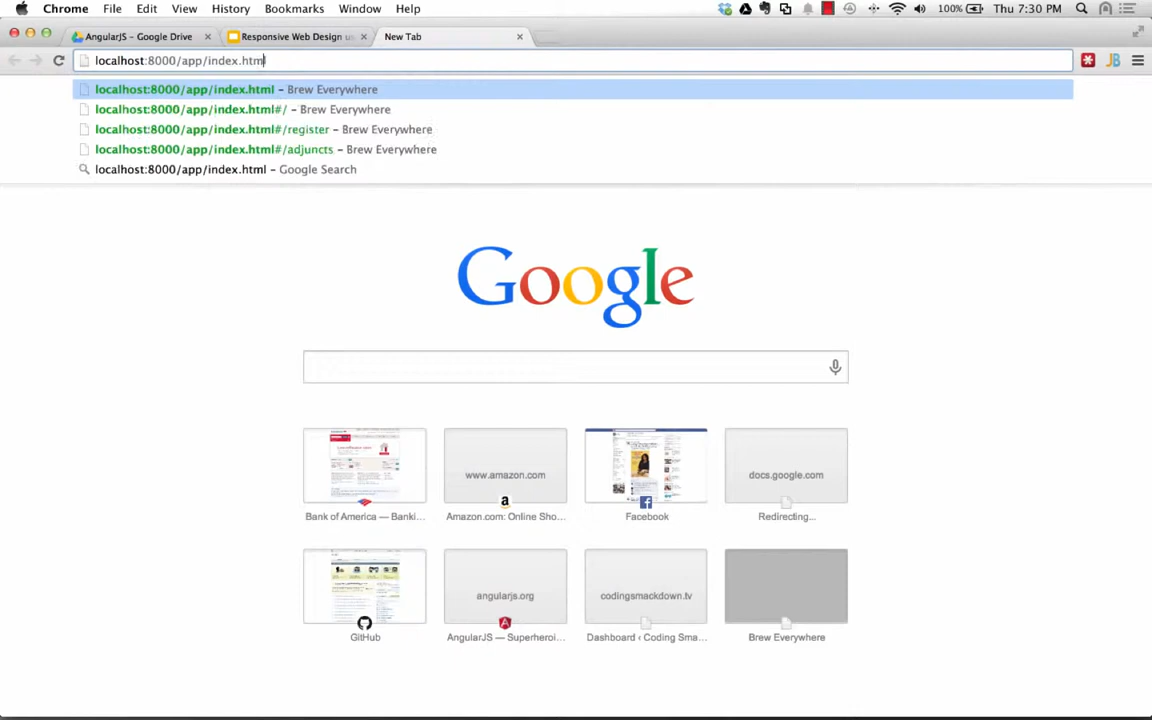 Chrome File Edit View History Bookmarks Window Help 100% Thu 7:30 PM
AngularJS – Google Drive Responsive Web Design us New Tab
localhost:8000/app/index.html JB
localhost:8000/app/index.html – Brew Everywhere
localhost:8000/app/index.html#/ – Brew Everywhere
localhost:8000/app/index.html#/register – Brew Everywhere
localhost:8000/app/index.html#/adjuncts – Brew Everywhere
localhost:8000/app/index.html – Google Search
Google
www.amazon.com docs.google.com
a
Bank of America — Banki... Amazon.com: Online Sho... Facebook Redirecting...
angularjs.org codingsmackdown.tv
GitHub AngularJS — Superheroi... Dashboard ‹ Coding Sma... Brew Everywhere